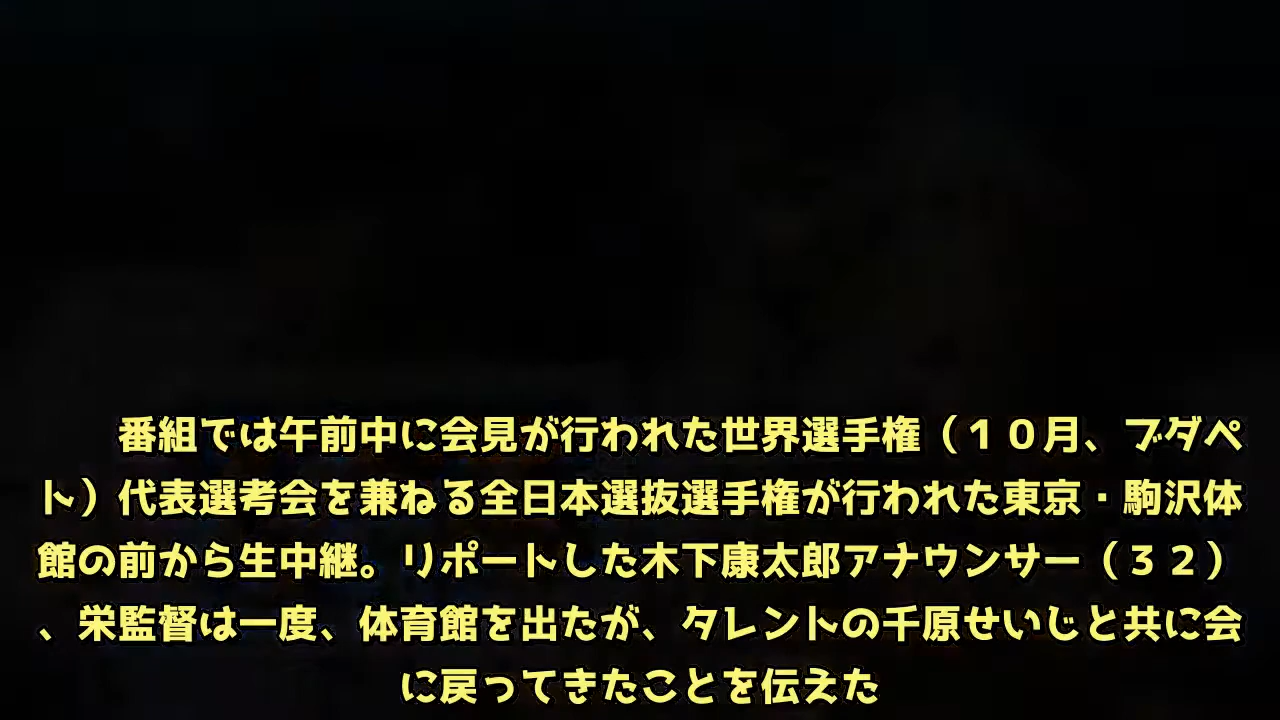 番組では午前中に会見が行われた世界選手権（１０月、ブダペ
ト）代表選考会を兼ねる全日本選抜選手権が行われた東京・駒沢体
館の前から生中継。リポートした木下康太郎アナウンサー（３２）
、栄監督は一度、体育館を出たが、タレントの千原せいじと共に会
に戻ってきたことを伝えた